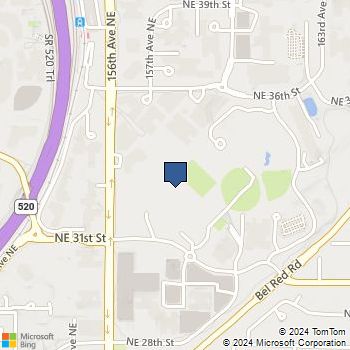 NE 39th St
SR 520 Trl
156th Ave NE
157th Ave NE
163rd Ave
NE 36th St
NE 3
520
NE 31st St
Ave NE
Bel Red Rd
NE 28th St
Ave NE
Microsoft
Bing
© 2024 TomTom
© 2024 Microsoft Corporation